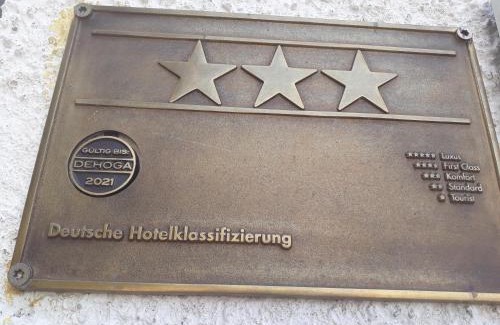 GÜLTIG BIS:
DEHOGA
2021
***** Luxus
**** First Class
*** Komfort
** Standard
* Tourist
Deutsche Hotelklassifizierung